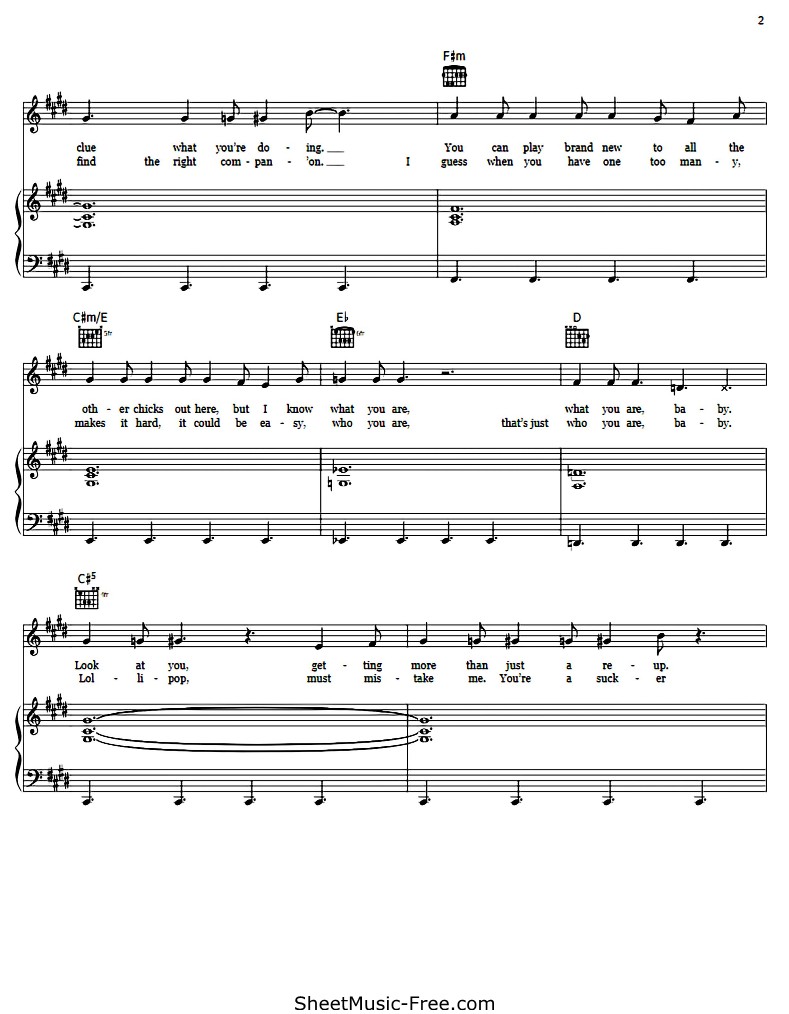 2
F♯m
clue what you're do - ing. ___ You can play brand new to all the
find the right com - pan - 'on. ___ I guess when you have one too man - y,
C♯m/E E♭ D
5fr 6fr
oth - er chicks out here, but I know what you are, what you are, ba - by.
makes it hard, it could be ea - sy, who you are, that's just who you are, ba - by.
C♯5
4fr
Look at you, get - ting more than just a re - up.
Lol - li - pop, must mis - take me. You're a suck - er
SheetMusic-Free.com